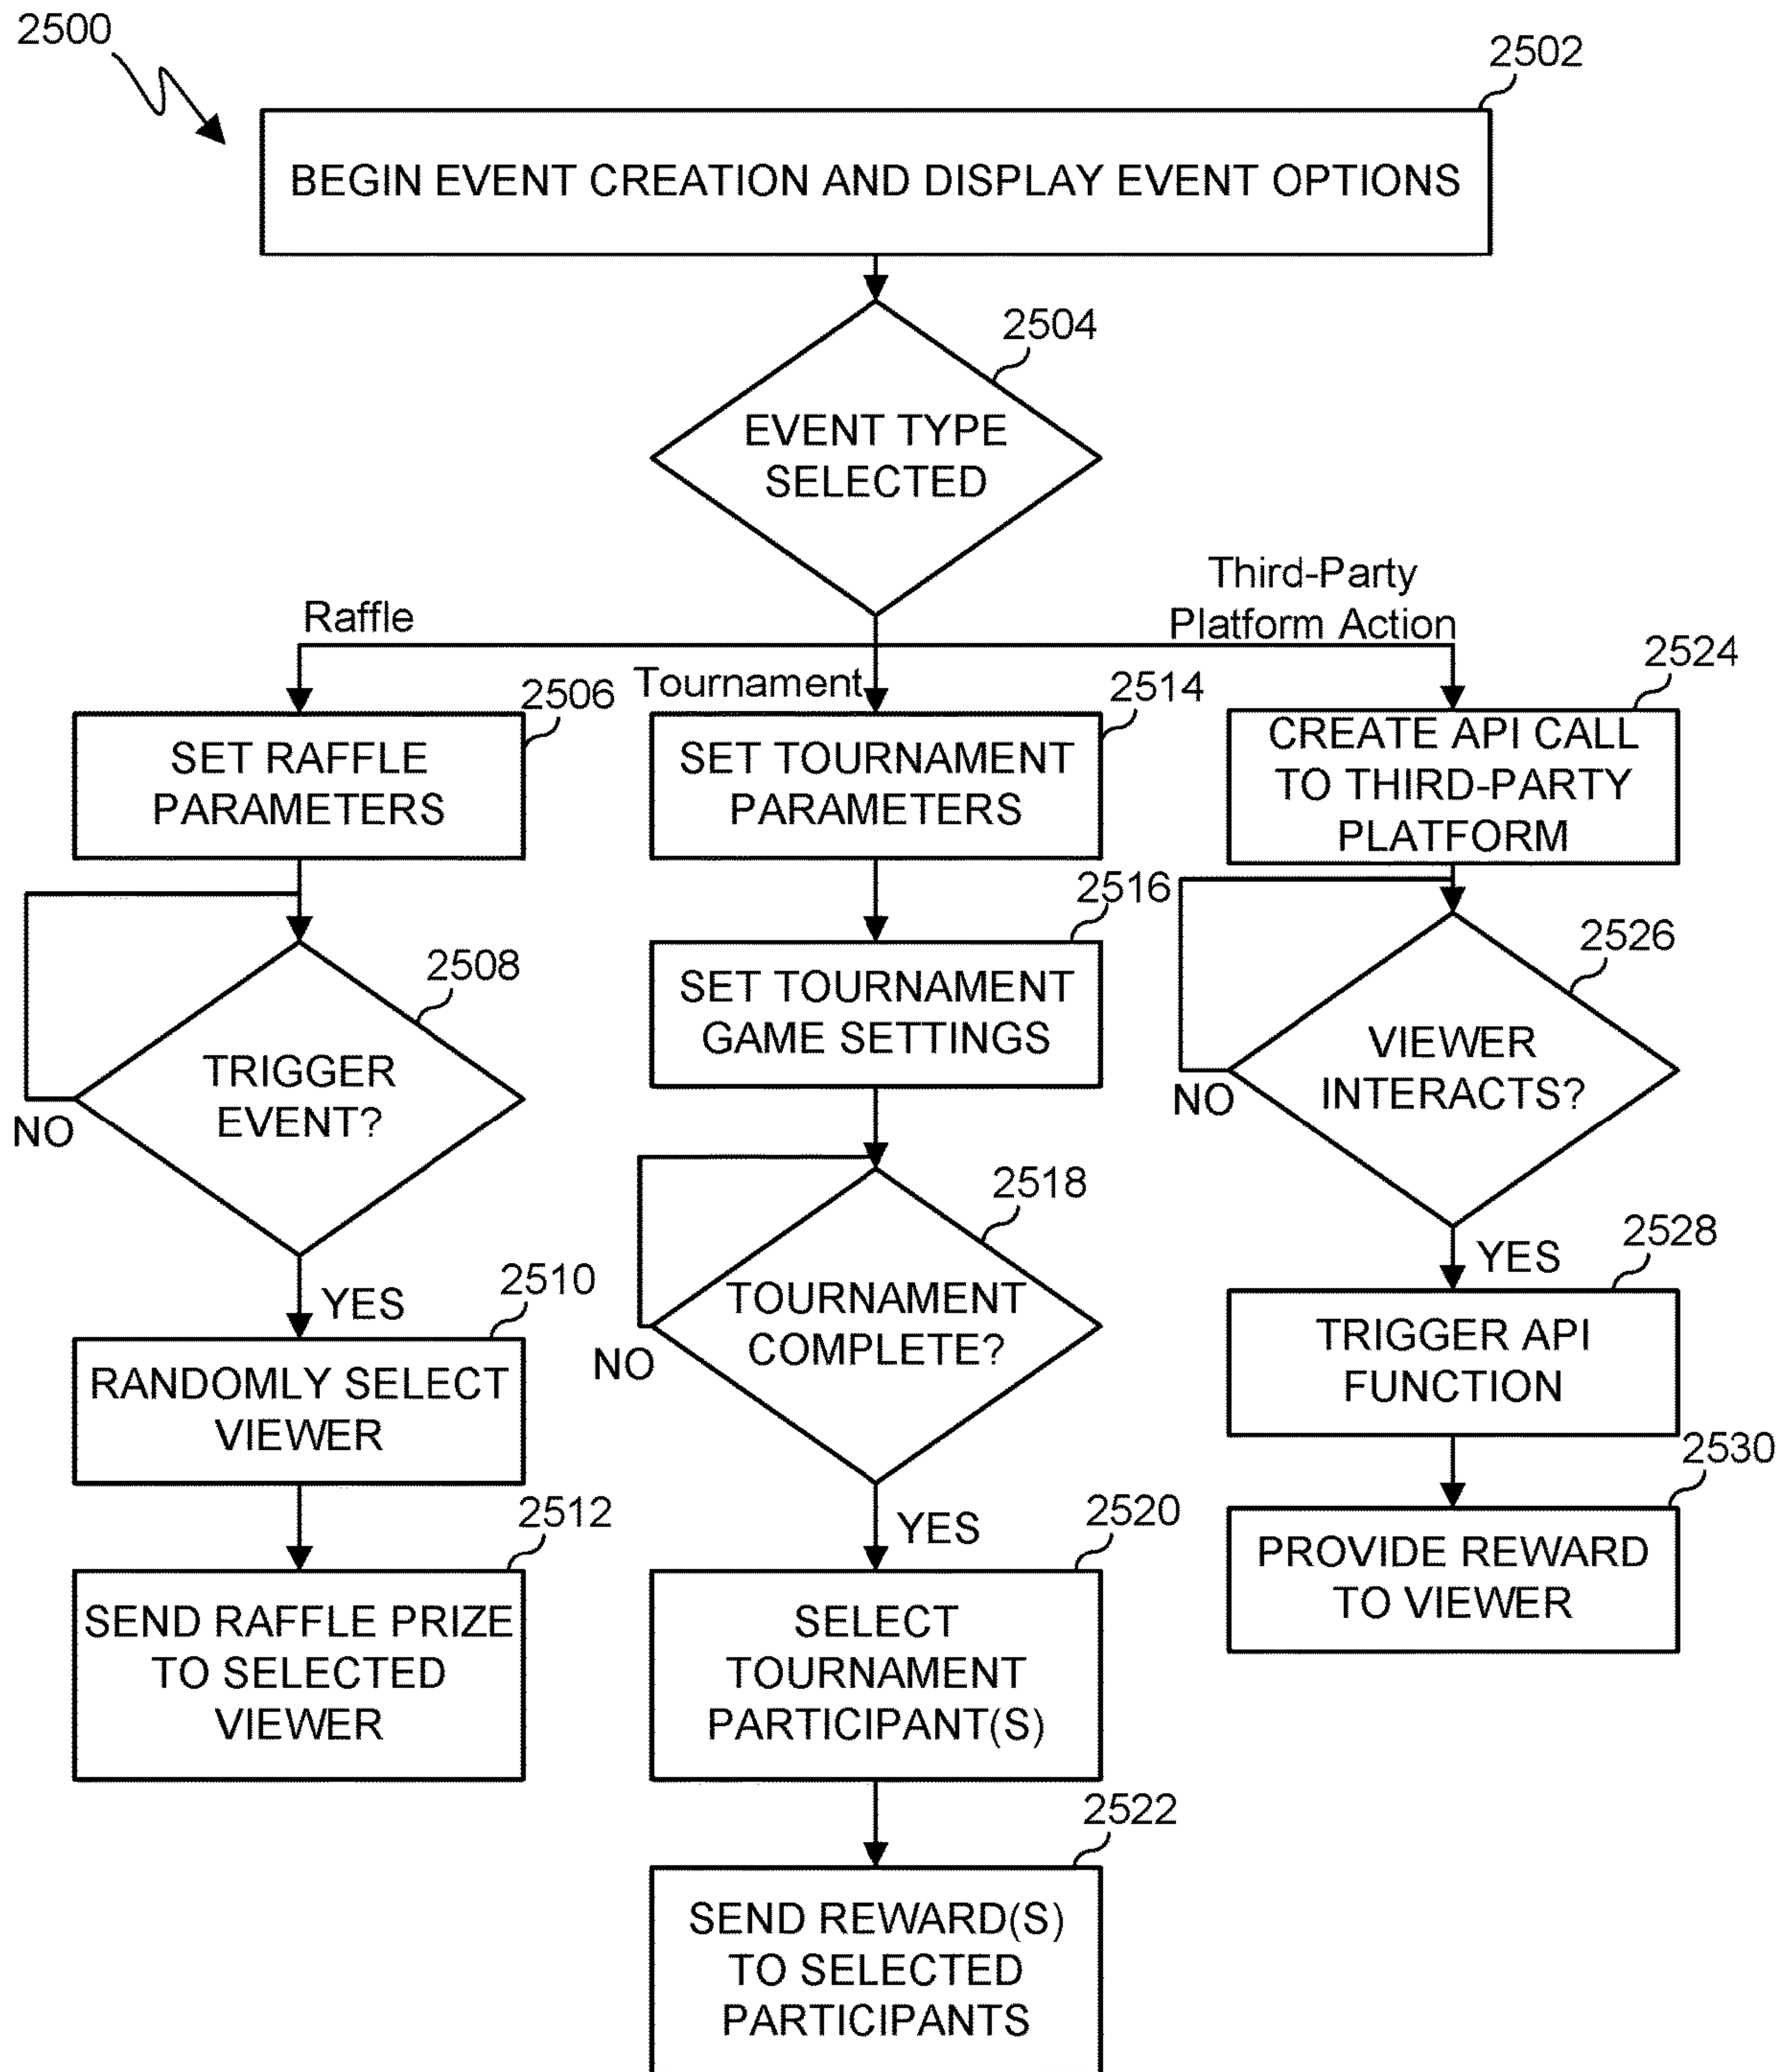 2500
2502
BEGIN EVENT CREATION AND DISPLAY EVENT OPTIONS
2504
EVENT TYPE
SELECTED
Raffle
Tournament
Third-Party
Platform Action
2506
SET RAFFLE
PARAMETERS
2508
TRIGGER
EVENT?
NO
YES
2510
RANDOMLY SELECT
VIEWER
2512
SEND RAFFLE PRIZE
TO SELECTED
VIEWER
2514
SET TOURNAMENT
PARAMETERS
2516
SET TOURNAMENT
GAME SETTINGS
2518
TOURNAMENT
COMPLETE?
NO
YES
2520
SELECT
TOURNAMENT
PARTICIPANT(S)
2522
SEND REWARD(S)
TO SELECTED
PARTICIPANTS
2524
CREATE API CALL
TO THIRD-PARTY
PLATFORM
2526
VIEWER
INTERACTS?
NO
YES
2528
TRIGGER API
FUNCTION
2530
PROVIDE REWARD
TO VIEWER